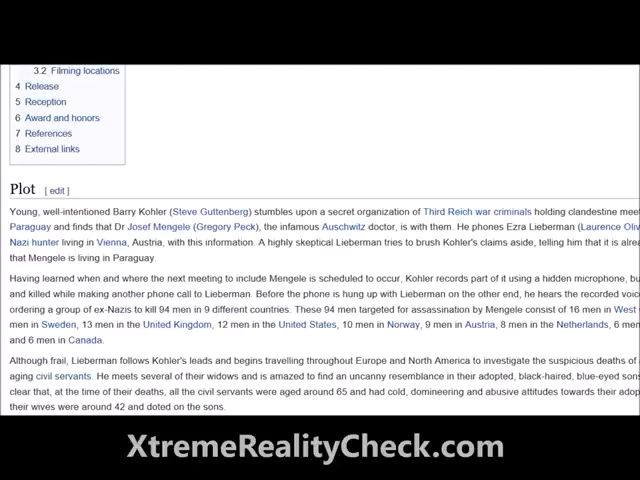 3.2 Filming locations
4 Release
5 Reception
6 Award and honors
7 References
8 External links
Plot [ edit ]
Young, well-intentioned Barry Kohler (Steve Guttenberg) stumbles upon a secret organization of Third Reich war criminals holding clandestine
Paraguay and finds that Dr Josef Mengele (Gregory Peck), the infamous Auschwitz doctor, is with them. He phones Ezra Lieberman (Laurence
Nazi hunter living in Vienna, Austria, with this information. A highly skeptical Lieberman tries to brush Kohler's claims aside, telling him that it is
that Mengele is living in Paraguay.
Having learned when and where the next meeting to include Mengele is scheduled to occur, Kohler records part of it using a hidden microphone,
and killed while making another phone call to Lieberman. Before the phone is hung up with Lieberman on the other end, he hears the recorded
ordering a group of ex-Nazis to kill 94 men in 9 different countries. These 94 men targeted for assassination by Mengele consist of 16 men in West
men in Sweden, 13 men in the United Kingdom, 12 men in the United States, 10 men in Norway, 9 men in Austria, 8 men in the Netherlands, 6
and 6 men in Canada.
Although frail, Lieberman follows Kohler's leads and begins travelling throughout Europe and North America to investigate the suspicious deaths of
aging civil servants. He meets several of their widows and is amazed to find an uncanny resemblance in their adopted, black-haired, blue-eyed
clear that, at the time of their deaths, all the civil servants were aged around 65 and had cold, domineering and abusive attitudes towards their
their wives were around 42 and doted on the sons.
XtremeRealityCheck.com